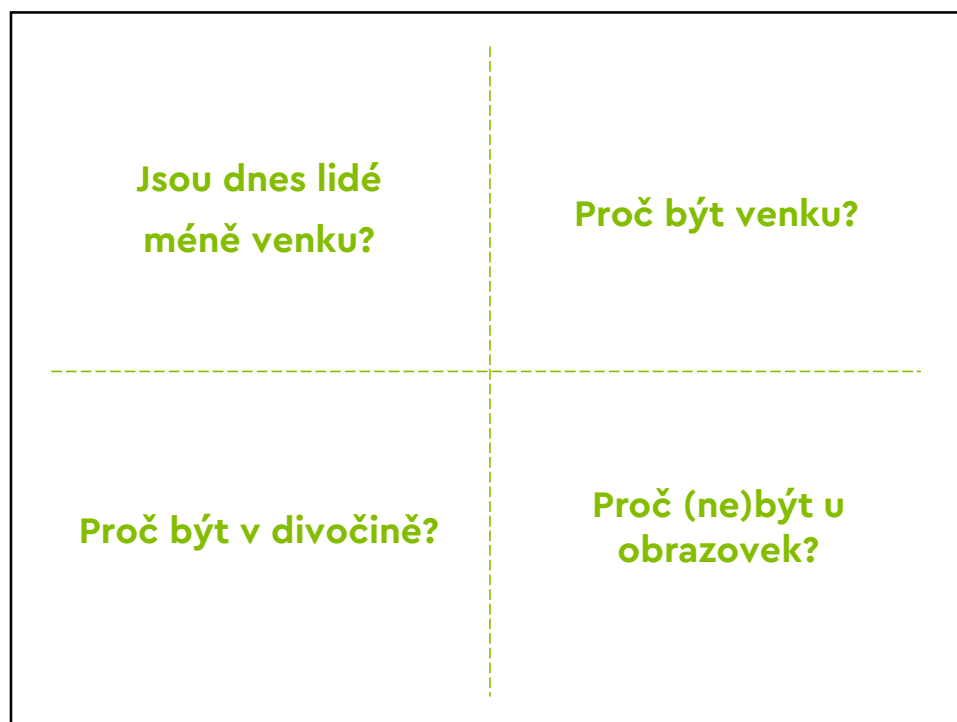 Jsou dnes lidé
méně venku?
Proč být venku?
Proč být v divočině?
Proč (ne)být u
obrazovek?